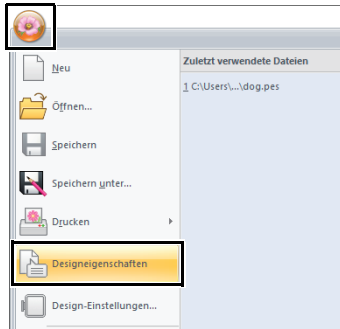 Neu
Öffnen...
Speichern
Speichern unter...
Drucken
Designeigenschaften
Design-Einstellungen...
Zuletzt verwendete Dateien
1 C:\Users\...\dog.pes